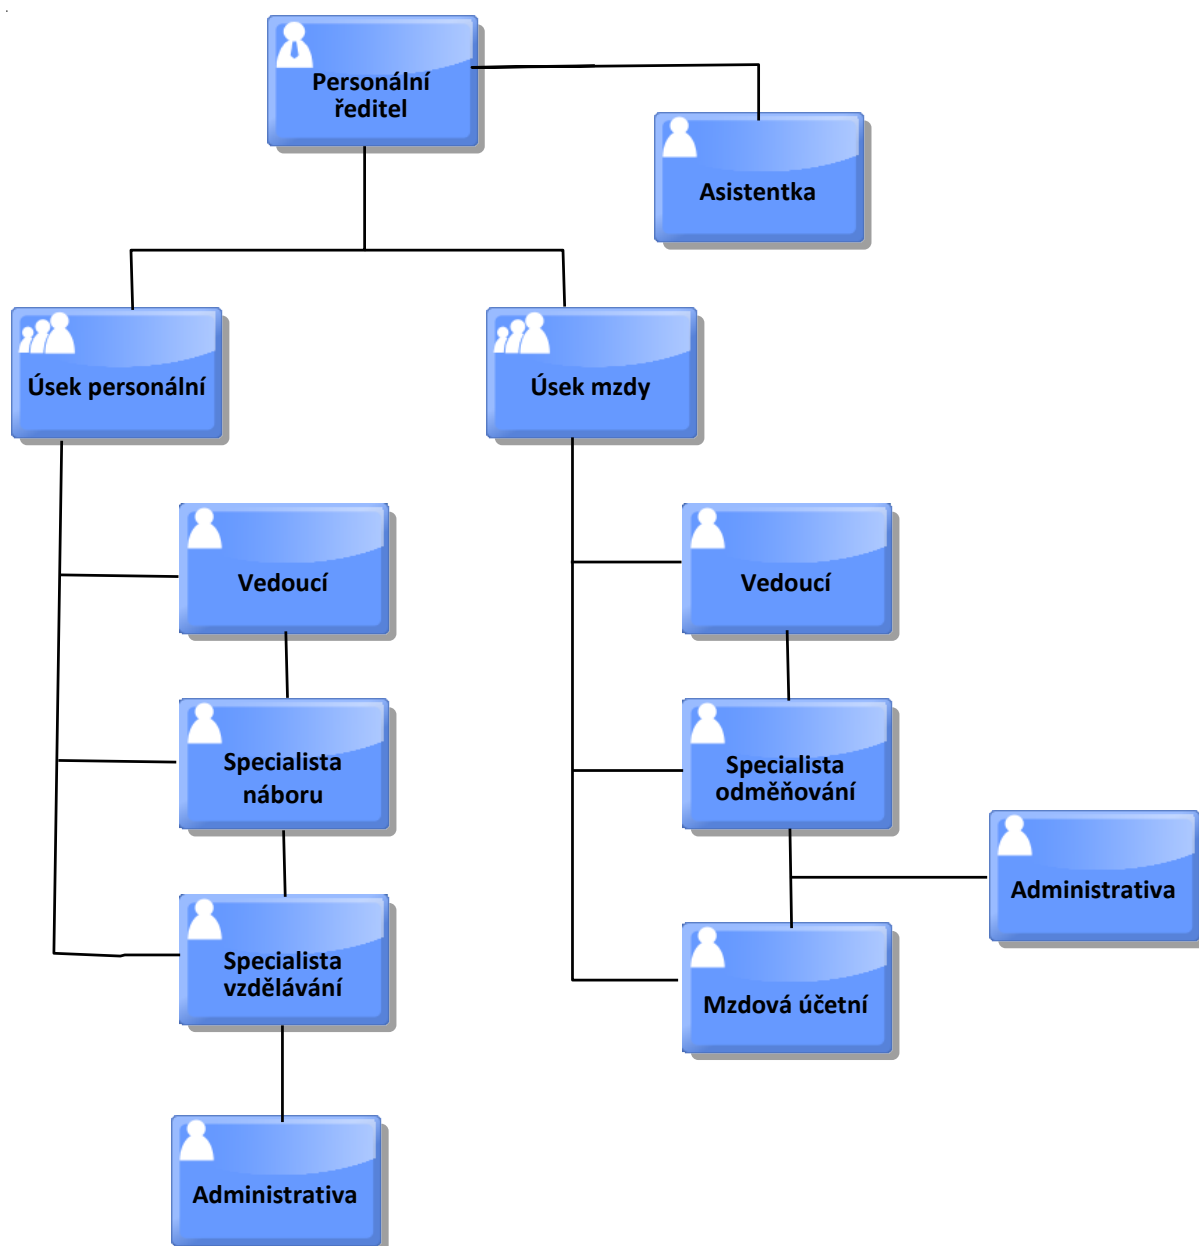 Personální
ředitel
Asistentka
Úsek personální
Úsek mzdy
Vedoucí
Vedoucí
Specialista
náboru
Specialista
odměňování
Administrativa
Specialista
vzdělávání
Mzdová účetní
Administrativa